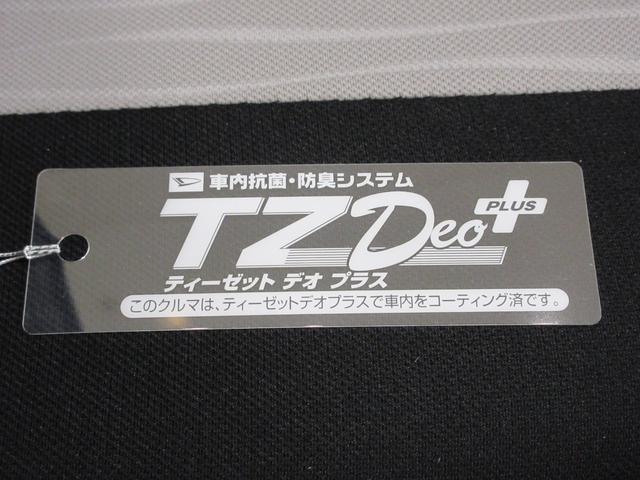 車内抗菌・防臭システム
TZ Deo PLUS
ティーゼット デオ プラス
このクルマは、ティーゼットデオプラスで車内をコーティング済です。